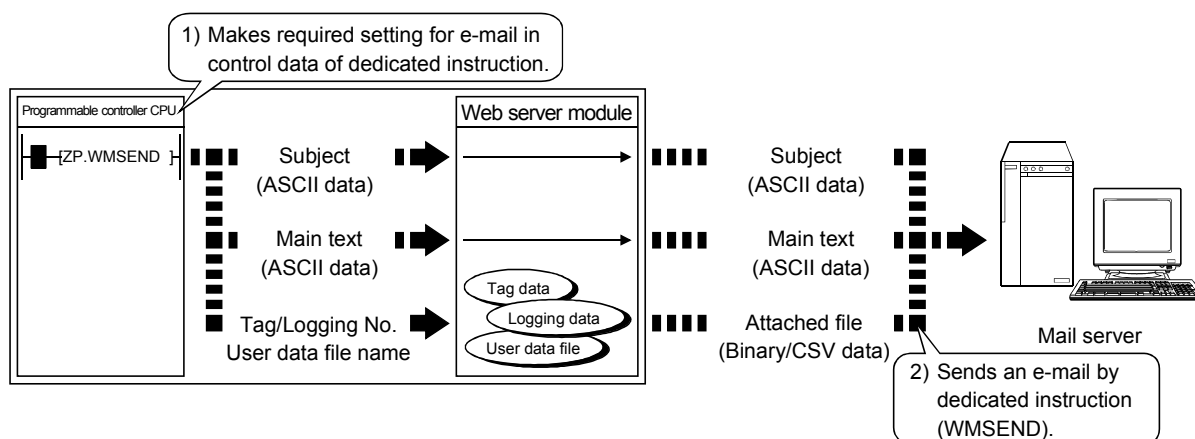 1) Makes required setting for e-mail in
control data of dedicated instruction.
Programmable controller CPU
Web server module
ZP.WMSEND ]
Subject
(ASCII data)
Subject
(ASCII data)
Main text
(ASCII data)
Main text
(ASCII data)
Tag data
Logging data
User data file
Tag/Logging No.
User data file name
Attached file
(Binary/CSV data)
Mail server
2) Sends an e-mail by
dedicated instruction
(WMSEND).